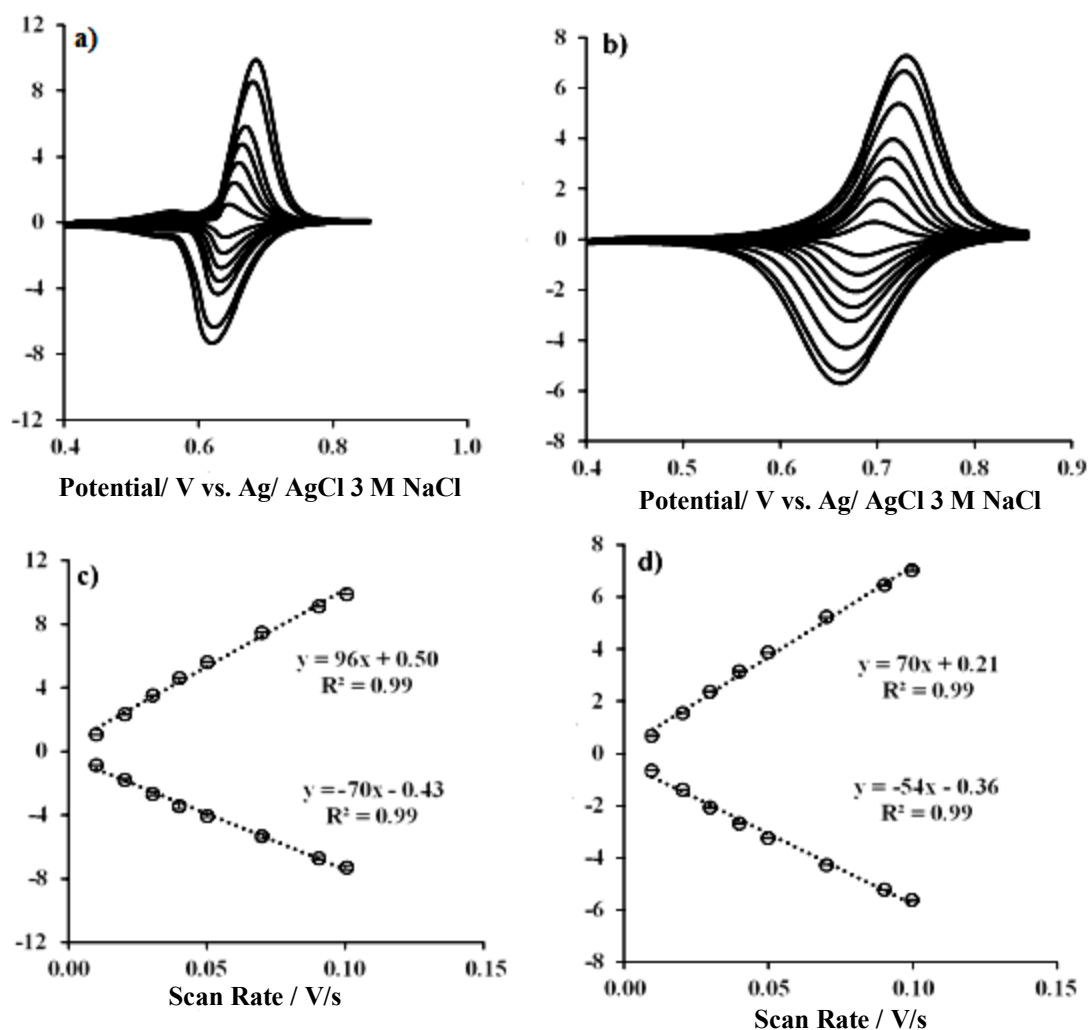 a)
12
8
4
0
-4
-8
-12
0.4 0.6 0.8 1.0
Potential/ V vs. Ag/ AgCl 3 M NaCl
b)
8
6
4
2
0
-2
-4
-6
-8
0.4 0.5 0.6 0.7 0.8 0.9
Potential/ V vs. Ag/ AgCl 3 M NaCl
c)
12
8
4
0
-4
-8
-12
y = 96x + 0.50
R² = 0.99
y =-70x - 0.43
R² = 0.99
0.00 0.05 0.10 0.15
Scan Rate / V/s
d)
8
6
4
2
0
-2
-4
-6
-8
y = 70x + 0.21
R² = 0.99
y = -54x - 0.36
R² = 0.99
0.00 0.05 0.10 0.15
Scan Rate / V/s